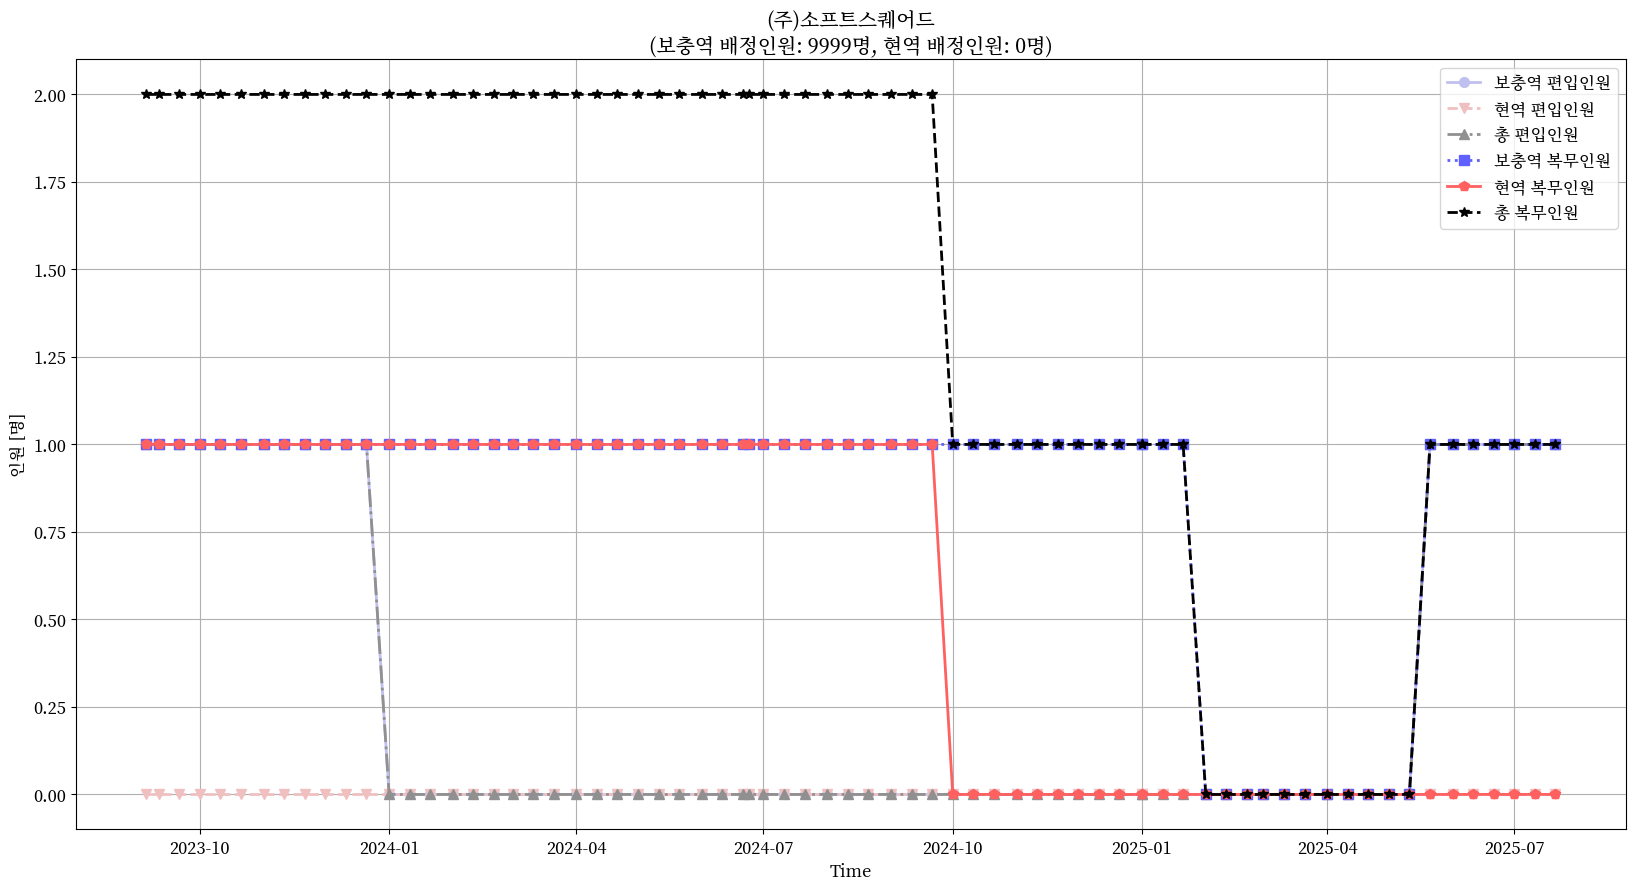 (주)소프트스퀘어드
(보충역 배정인원: 9999명, 현역 배정인원: 0명)
보충역 편입인원
현역 편입인원
총 편입인원
보충역 복무인원
현역 복무인원
총 복무인원
인원 [명]
2.00
1.75
1.50
1.25
1.00
0.75
0.50
0.25
0.00
2023-10
2024-01
2024-04
2024-07
2024-10
2025-01
2025-04
2025-07
Time